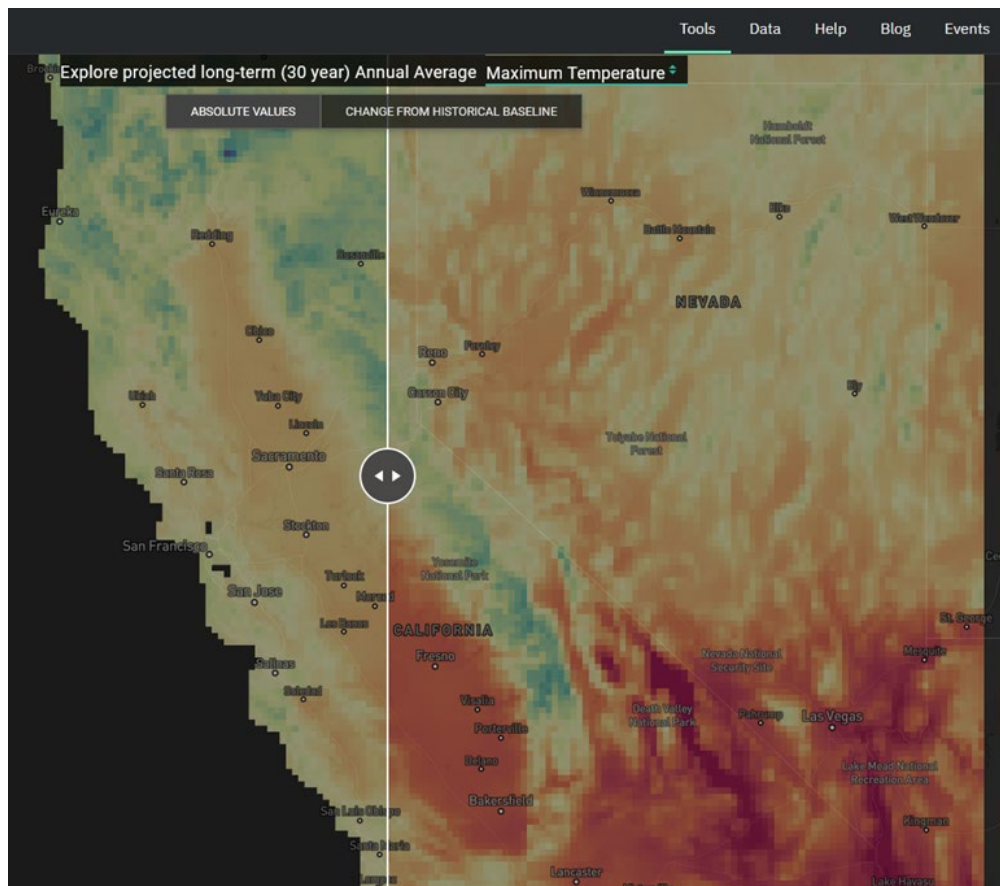 Tools Data Help Blog Events
Explore projected long-term (30 year) Annual Average Maximum Temperature
ABSOLUTE VALUES CHANGE FROM HISTORICAL BASELINE
Humboldt
National Forest
Winnemucca
Eureka
Elko
West Wendover
Redding
Battle Mountain
Susanville
NEVADA
Chico
Reno
Fernley
Ukiah
Yuba City
Carson City
Ely
Lincoln
Toiyabe National
Forest
Sacramento
Santa Rosa
Stockton
San Francisco
Yosemite
National Park
Turlock
San Jose
Merced
Los Banos
CALIFORNIA
St. George
Fresno
Nevada National
Security Site
Mesquite
Salinas
Soledad
Visalia
Death Valley
National Park
Pahrump
Las Vegas
Porterville
Delano
Lake Mead National
Recreation Area
Bakersfield
San Luis Obispo
Kingman
Santa Maria
Lancaster
Lake Havasu